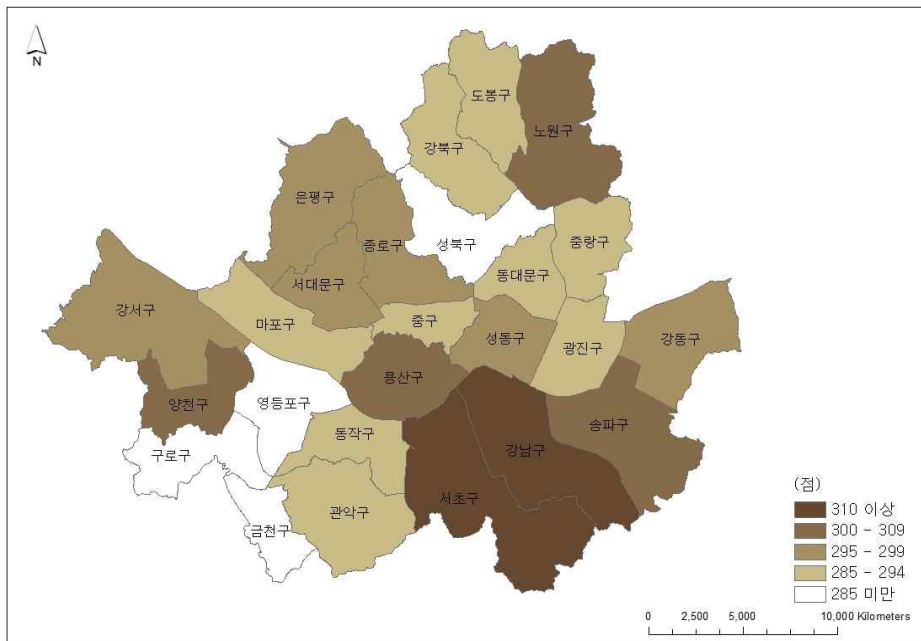 N
도봉구
노원구
강북구
은평구
종로구
성북구
중랑구
서대문구
동대문구
강서구
마포구
중구
성동구
광진구
강동구
용산구
양천구
영등포구
송파구
동작구
강남구
구로구
서초구
관악구
금천구
(점)
310 이상
300 - 309
295 - 299
285 - 294
285 미만
0 2,500 5,000 10,000 Kilometers